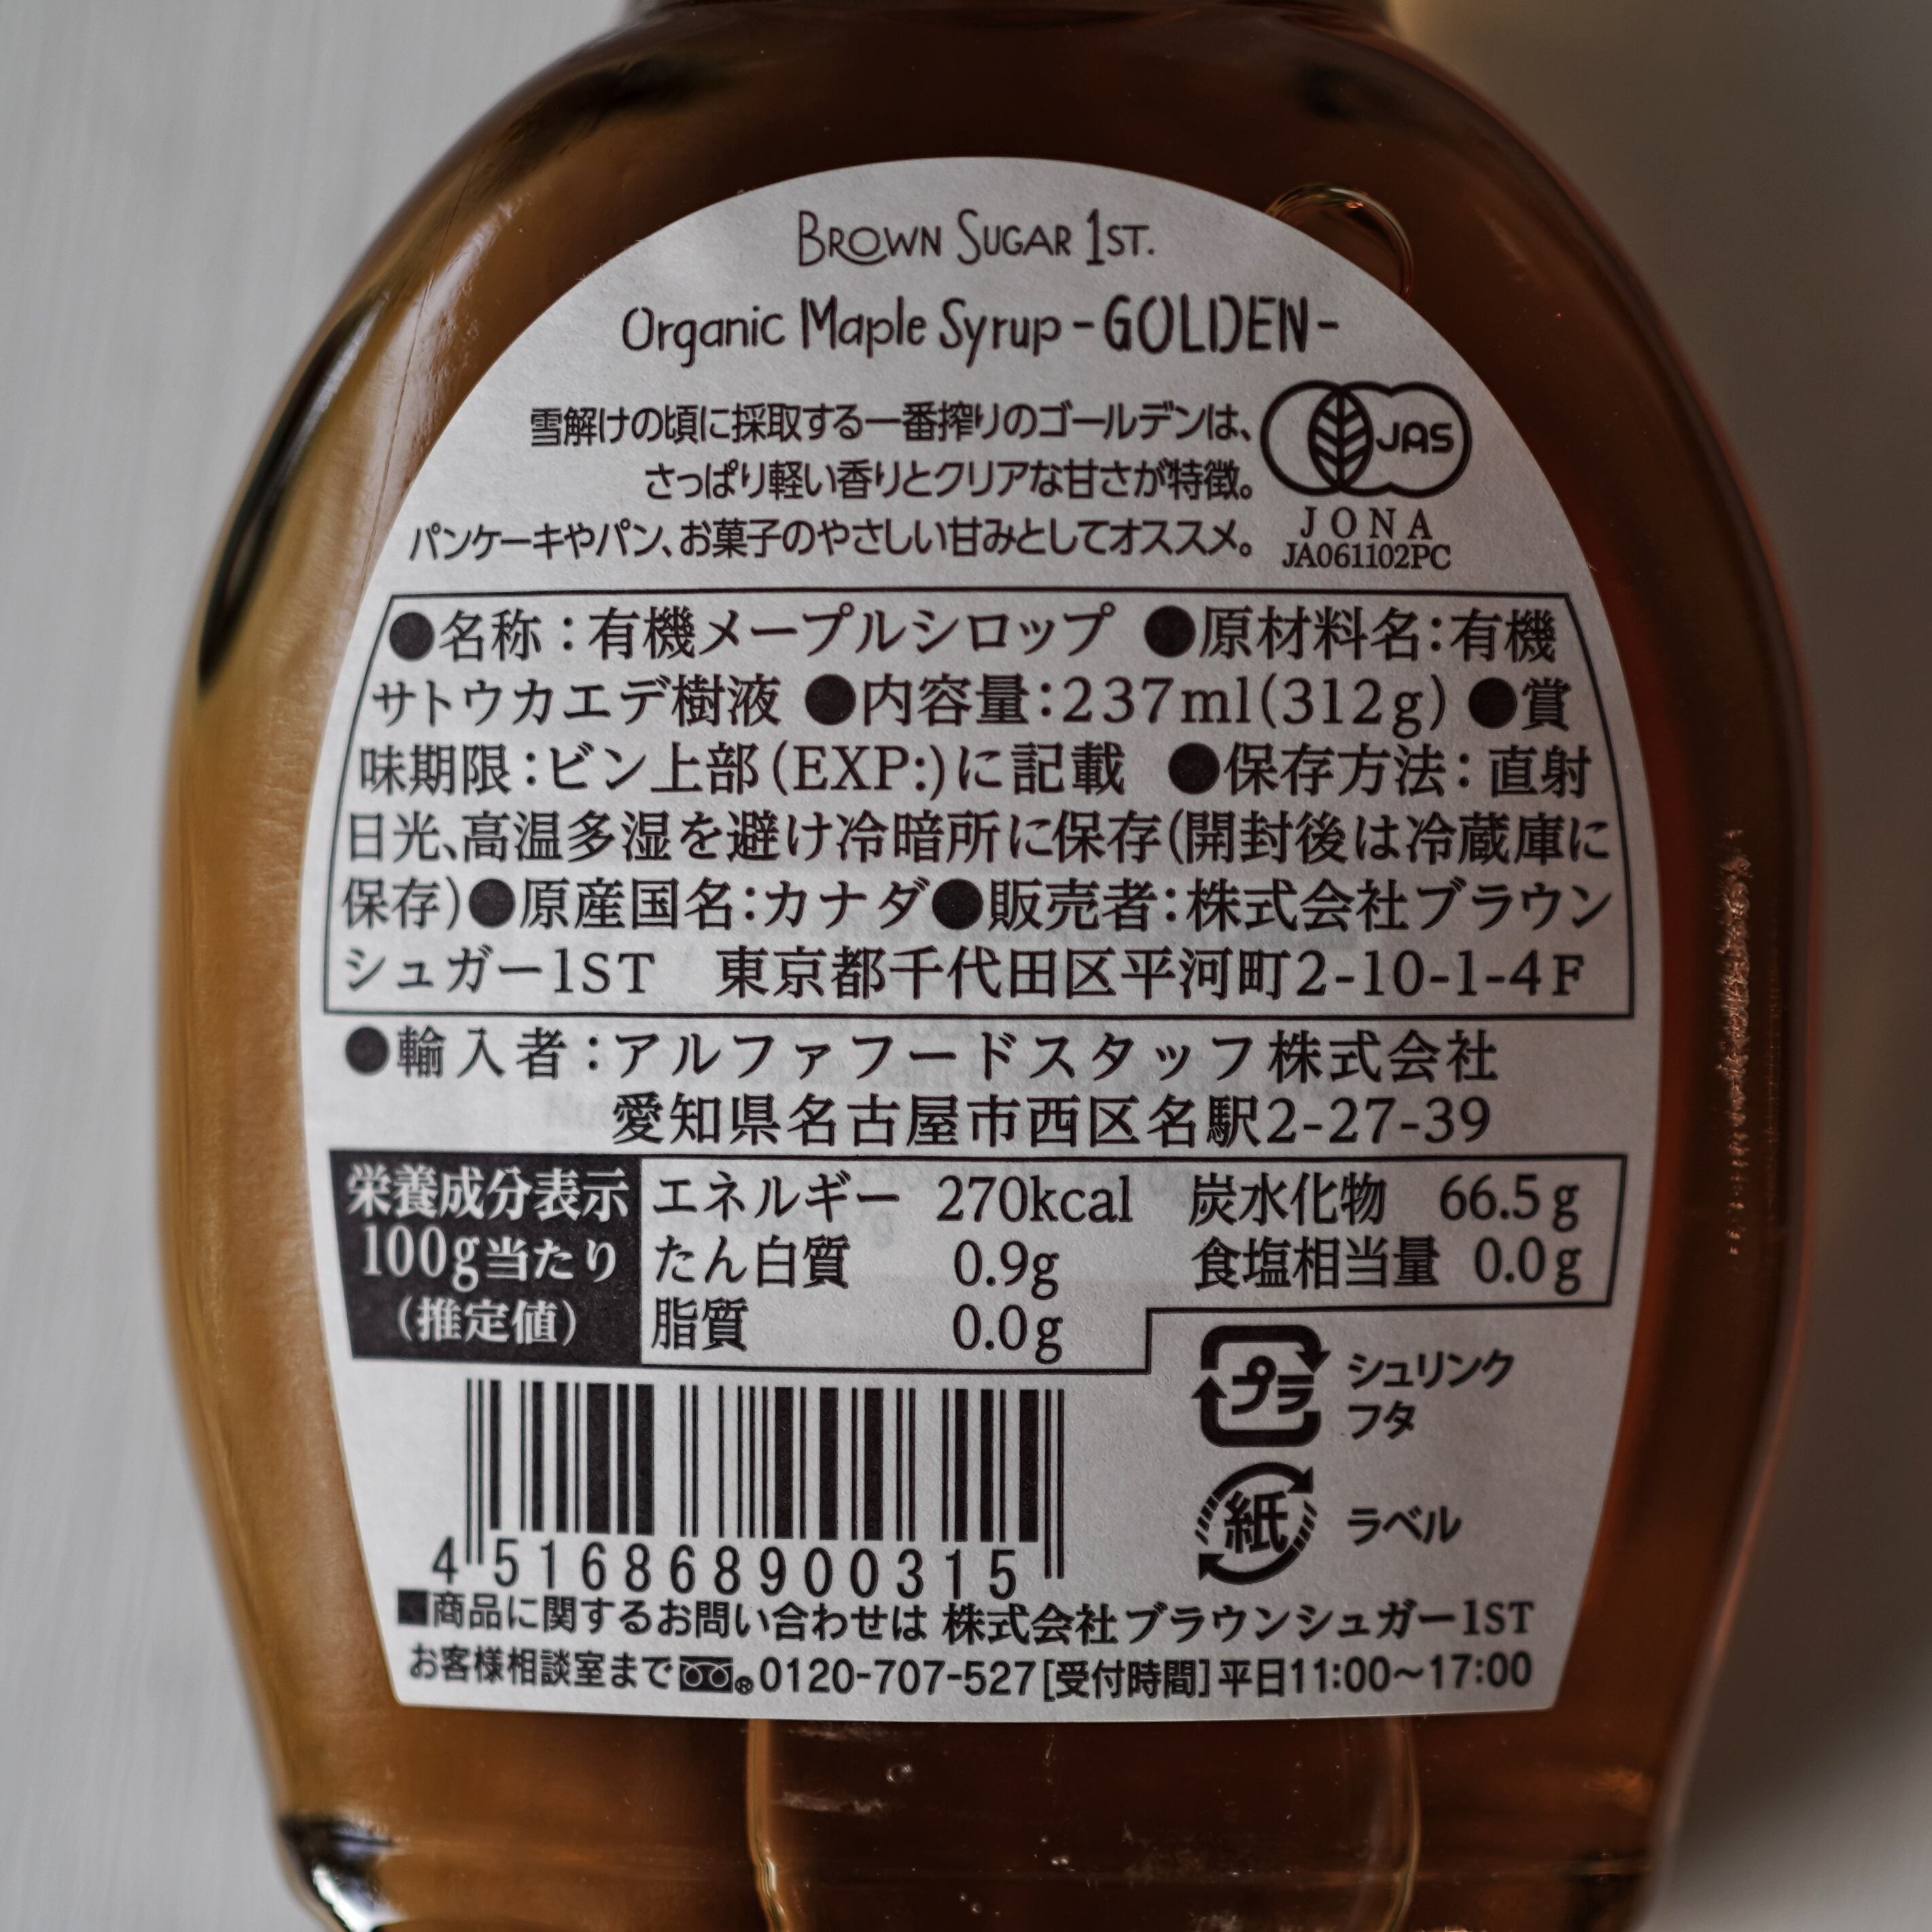 BROWN SUGAR 1ST.
Organic Maple Syrup -GOLDEN-
雪解けの頃に採取する一番搾りのゴールデンは、
さっぱり軽い香りとクリアな甘さが特徴。
パンケーキやパン、お菓子のやさしい甘みとしてオススメ。
JAS
JONA
JA061102PC
●名称：有機メープルシロップ ●原材料名：有機
サトウカエデ樹液 ●内容量：237ml(312g) ●賞
味期限：ビン上部(EXP:)に記載 ●保存方法：直射
日光、高温多湿を避け冷暗所に保存(開封後は冷蔵庫に
保存)●原産国名：カナダ●販売者：株式会社ブラウン
シュガー1ST 東京都千代田区平河町2-10-1-4F
●輸入者：アルファフードスタッフ株式会社
愛知県名古屋市西区名駅2-27-39
栄養成分表示
100g当たり
（推定値）
エネルギー 270kcal 炭水化物 66.5g
たん白質 0.9g 食塩相当量 0.0g
脂質 0.0g
プラ シュリンク
フタ
紙 ラベル
4516868900315
■商品に関するお問い合わせは 株式会社ブラウンシュガー1ST
お客様相談室まで®0120-707-527[受付時間]平日11:00～17:00